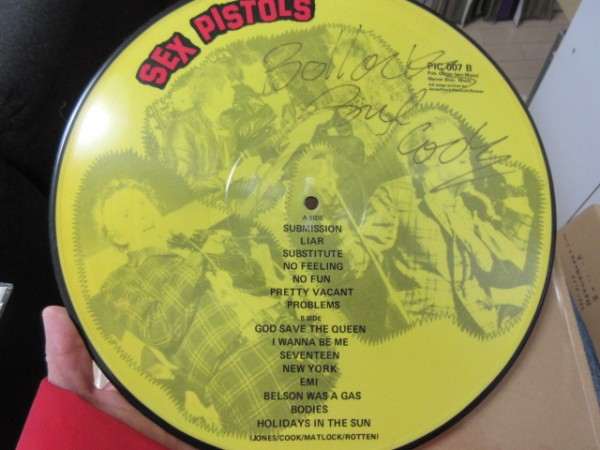 SEX PISTOLS
Bollock
PIC 007 B
A SIDE
SUBMISSION
LIAR
SUBSTITUTE
NO FEELING
NO FUN
PRETTY VACANT
PROBLEMS
B SIDE
GOD SAVE THE QUEEN
I WANNA BE ME
SEVENTEEN
NEW YORK
EMI
BELSON WAS A GAS
BODIES
HOLIDAYS IN THE SUN
(JONES/COOK/MATLOCK/ROTTEN)